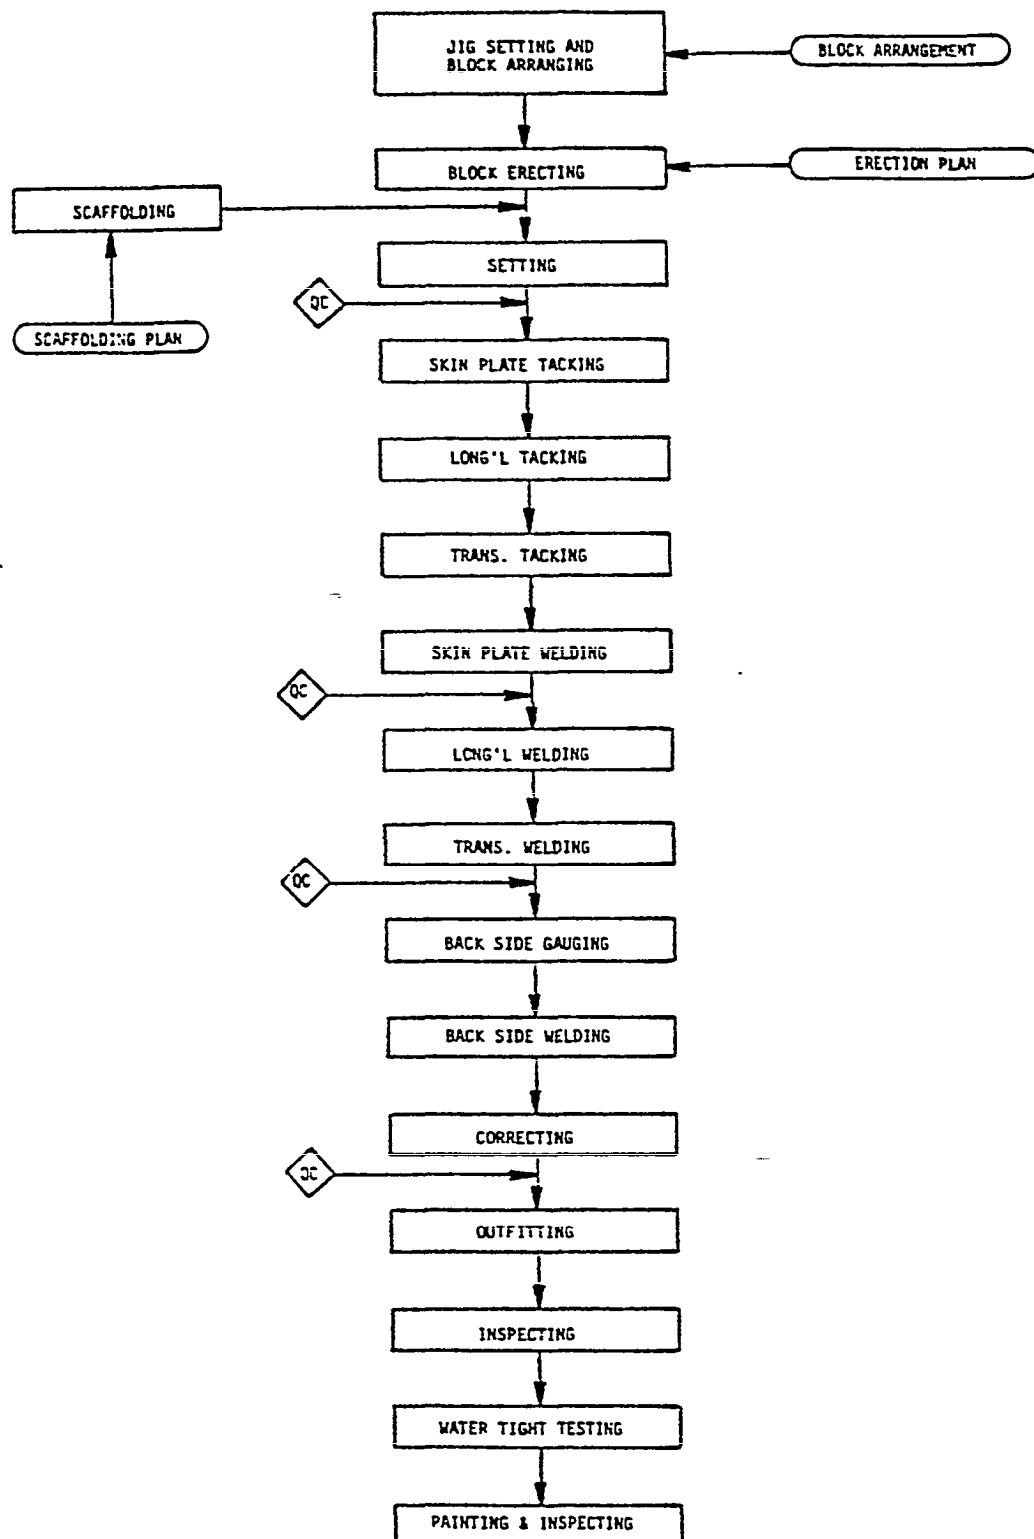 JIG SETTING AND
BLOCK ARRANGING
BLOCK ARRANGEMENT
BLOCK ERECTING
ERECTION PLAN
SCAFFOLDING
SETTING
QC
SCAFFOLDING PLAN
SKIN PLATE TACKING
LONG'L TACKING
TRANS. TACKING
SKIN PLATE WELDING
QC
LONG'L WELDING
TRANS. WELDING
QC
BACK SIDE GAUGING
BACK SIDE WELDING
CORRECTING
QC
OUTFITTING
INSPECTING
WATER TIGHT TESTING
PAINTING & INSPECTING